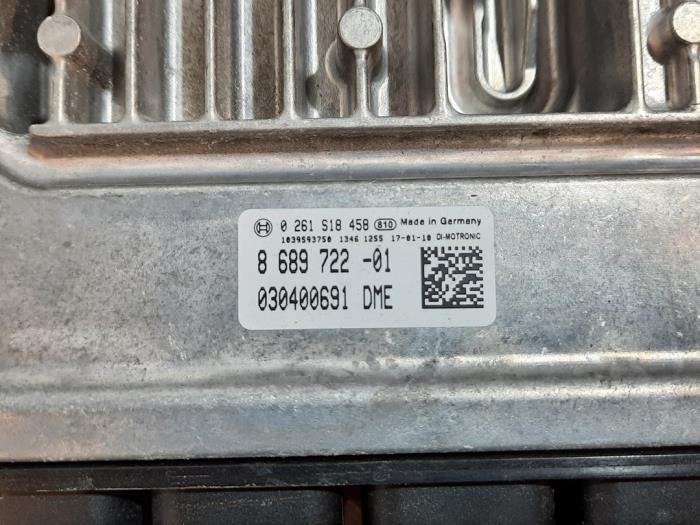 0 261 S18 458 810 Made in Germany
1039S93750 1346 1255 17-01-10 DI-MOTRONIC
8 689 722 -01
030400691 DME